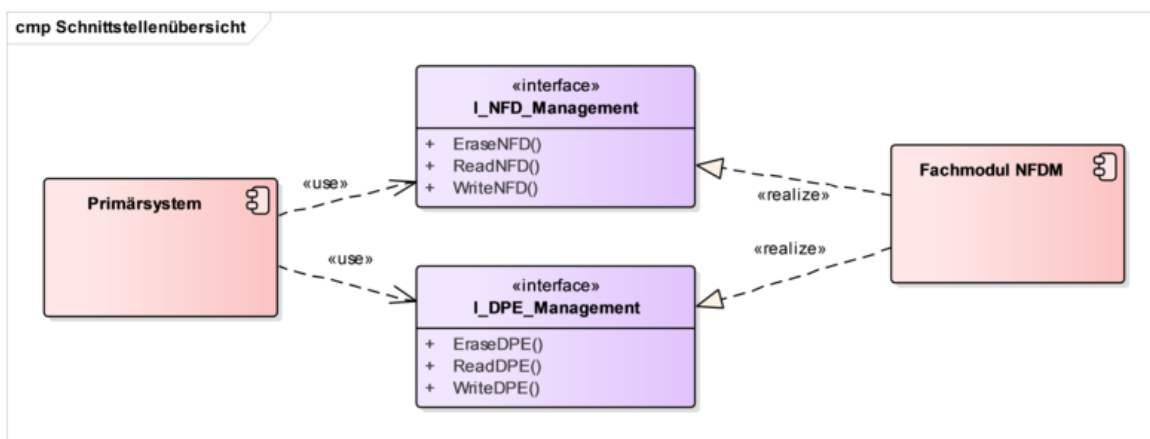 cmp Schnittstellenübersicht
«interface»
I_NFD_Management
+ EraseNFD()
+ ReadNFD()
+ WriteNFD()
Primärsystem
«use»
«use»
Fachmodul NFDM
«realize»
«realize»
«interface»
I_DPE_Management
+ EraseDPE()
+ ReadDPE()
+ WriteDPE()